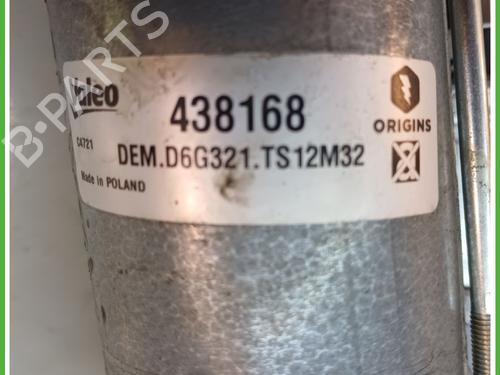 B-PARTS
Valeo
438168
ORIGINS
C4721
DEM.D6G321.TS12M32
Made in POLAND